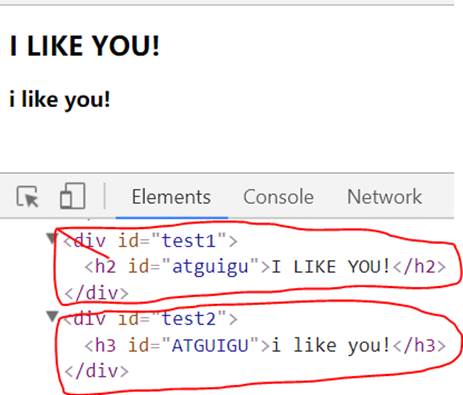 I LIKE YOU!
i like you!
Elements Console Network
<div id="test1">
<h2 id="atguigu">I LIKE YOU!</h2>
</div>
<div id="test2">
<h3 id="ATGUIGU">i like you!</h3>
</div>